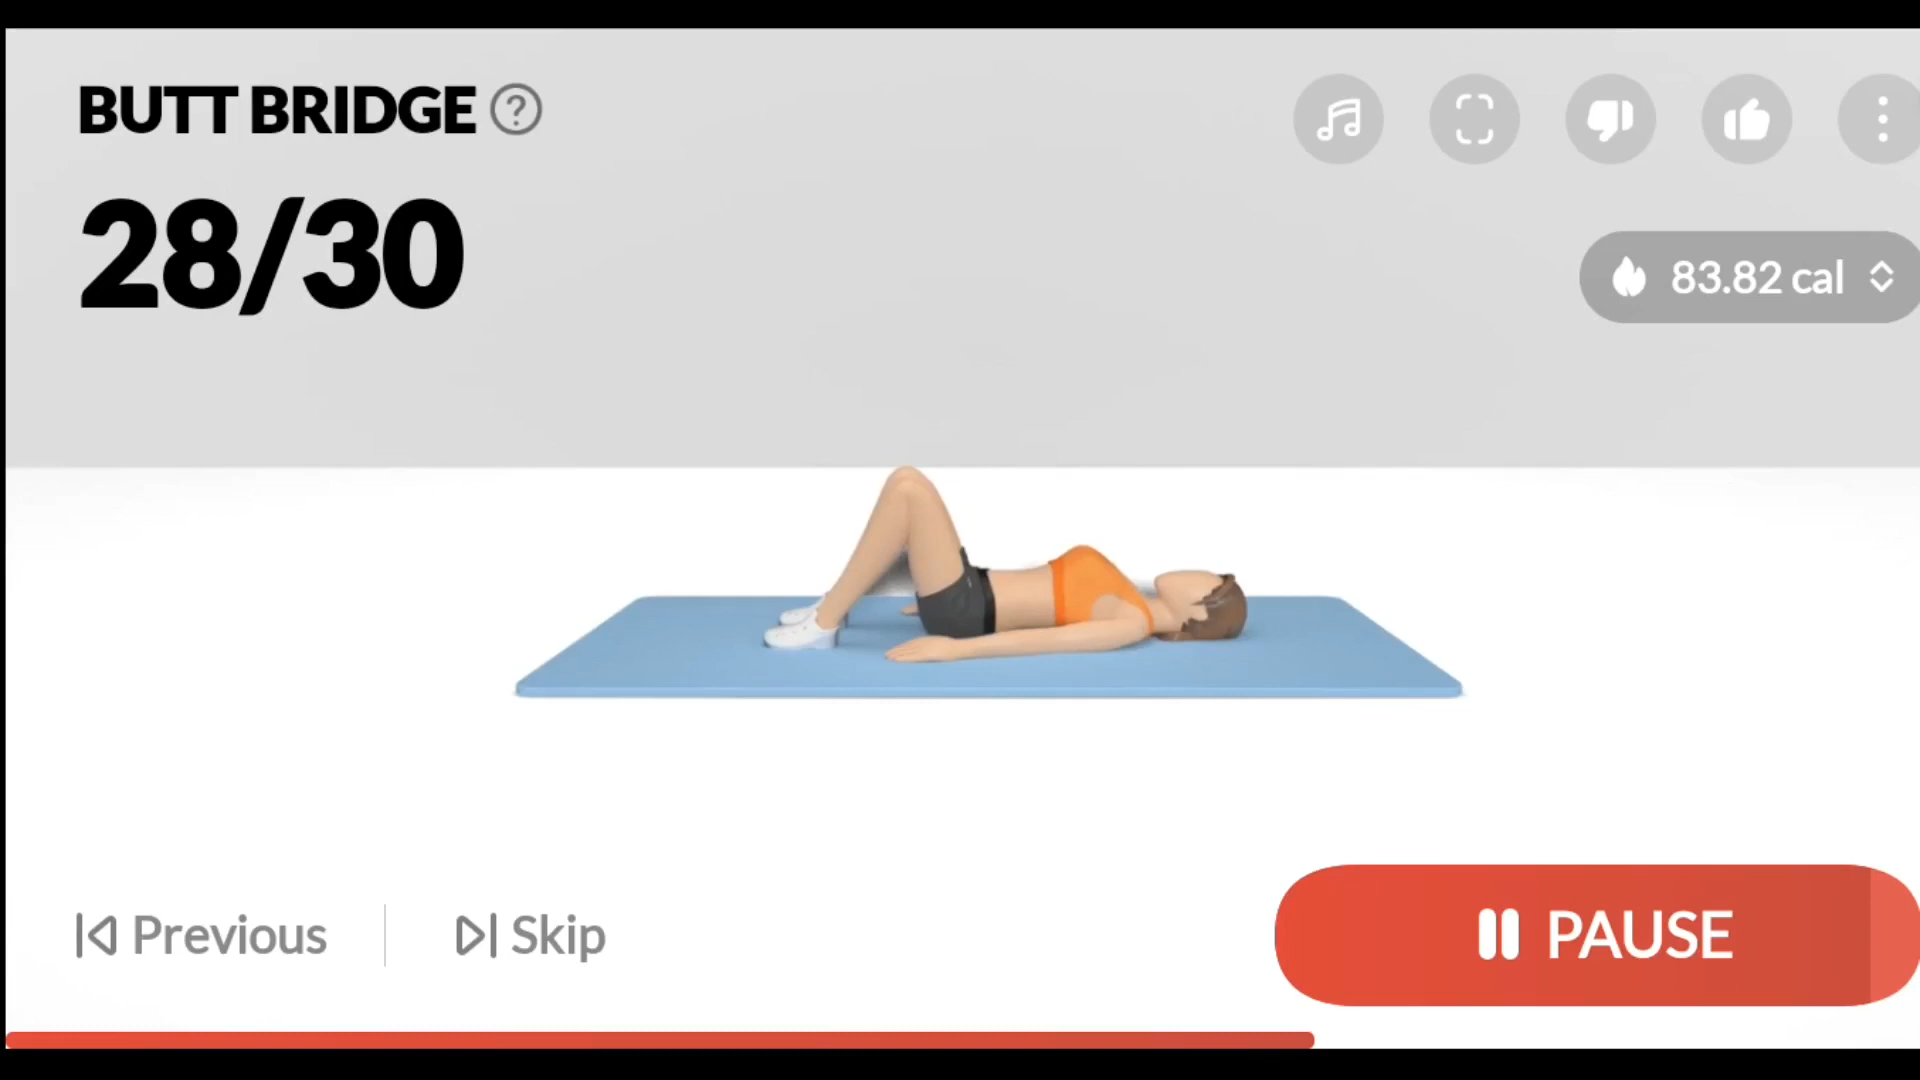 BUTT BRIDGE ?
28/30
83.82 cal
Previous
Skip
PAUSE